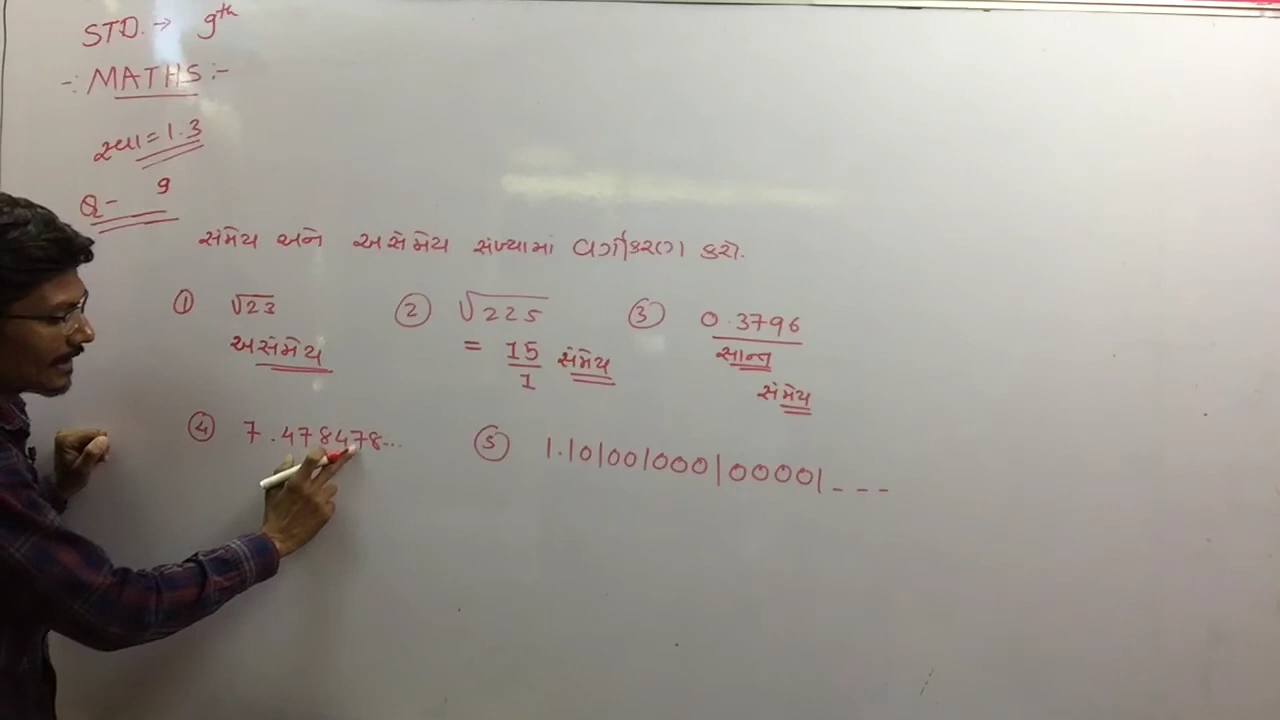 STD. → 9th
-: MATHS :-
સ્વા = 1.3
Q - 9
સંમેય અને અસંમેય સંખ્યામાં વર્ગીકરણ કરો.
① √23 ② √225 ③ 0.3796
અસંમેય = 15/1 સંમેય સાન્ત
સંમેય
④ 7.478478... ⑤ 1.101001000100001_ _ _